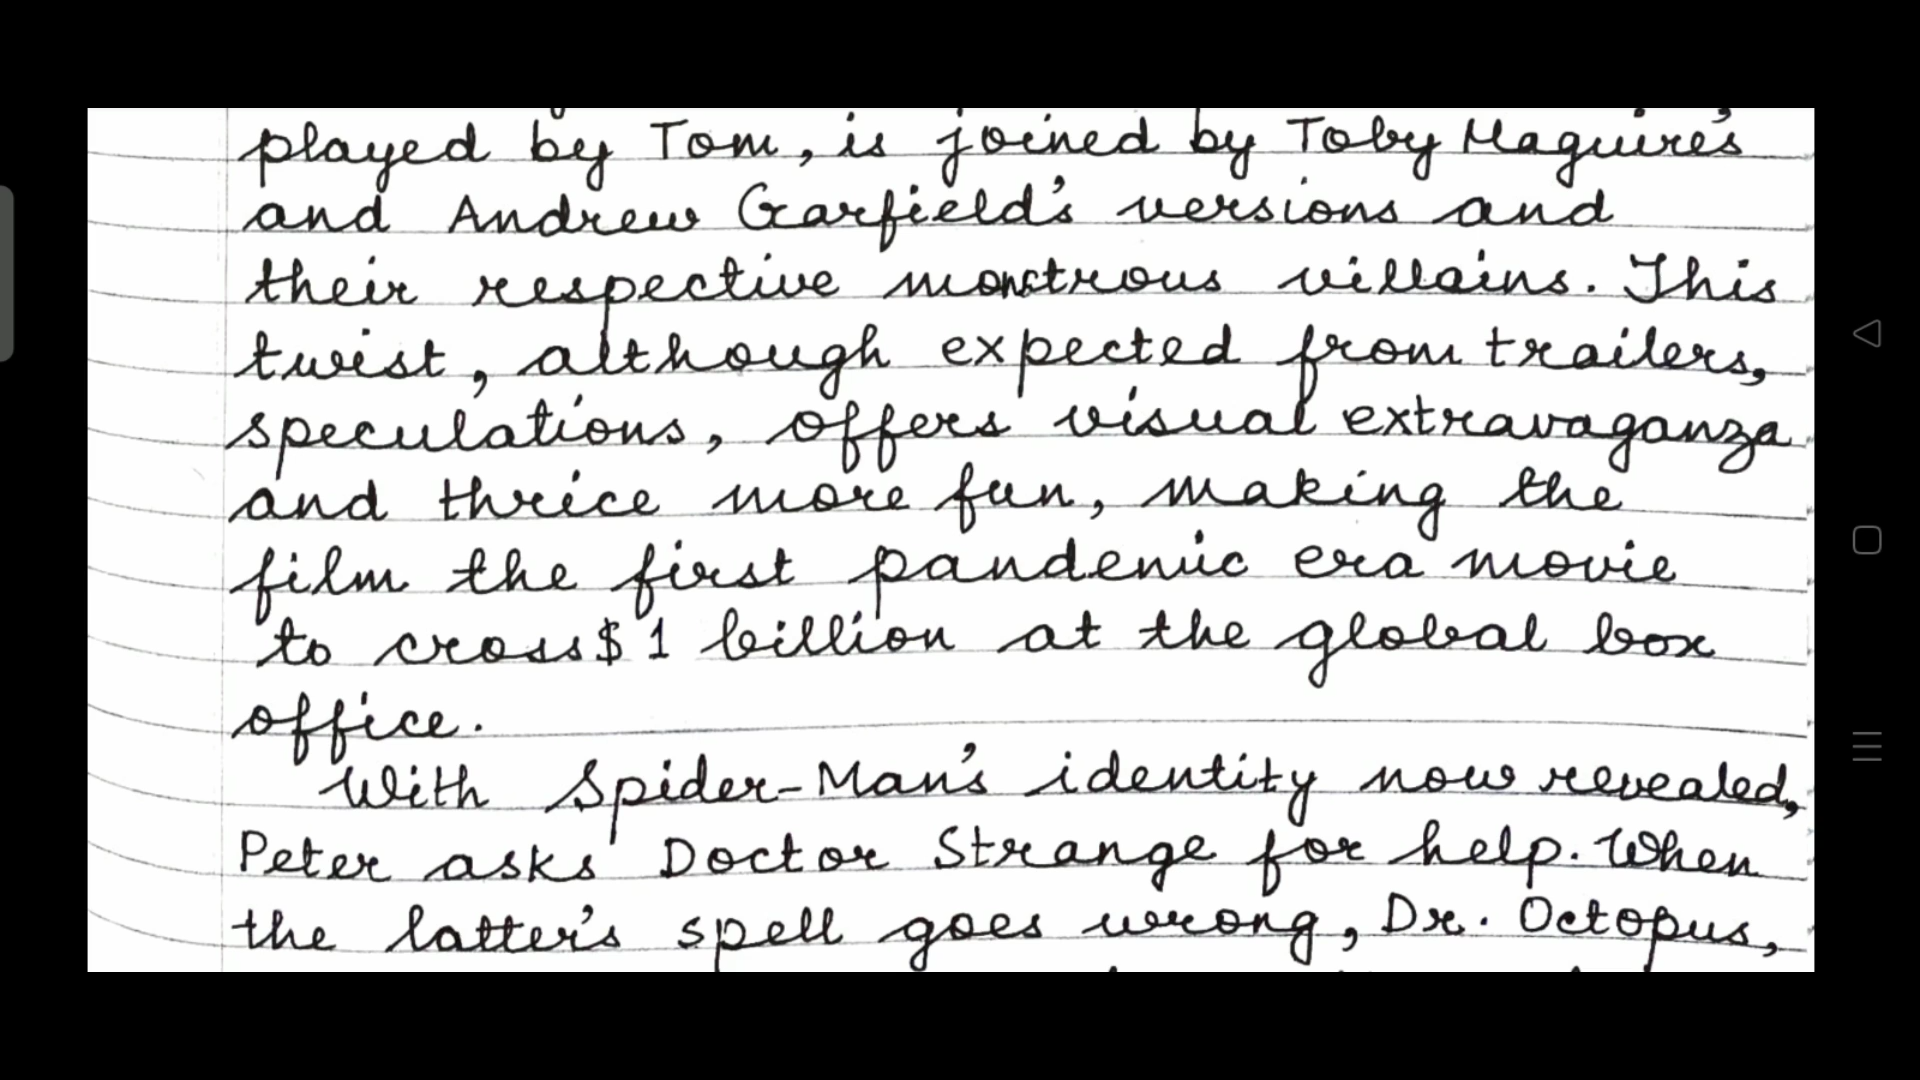 played by Tom, is joined by Toby Maguire's
and Andrew Garfield's versions and
their respective monstrous villains. This
twist, although expected from trailers,
speculations, offers visual extravaganza
and thrice more fun, making the
film the first pandemic era movie
to cross $1 billion at the global box
office.
With Spider-Man's identity now revealed,
Peter asks Doctor Strange for help. When
the latter's spell goes wrong, Dr. Octopus,